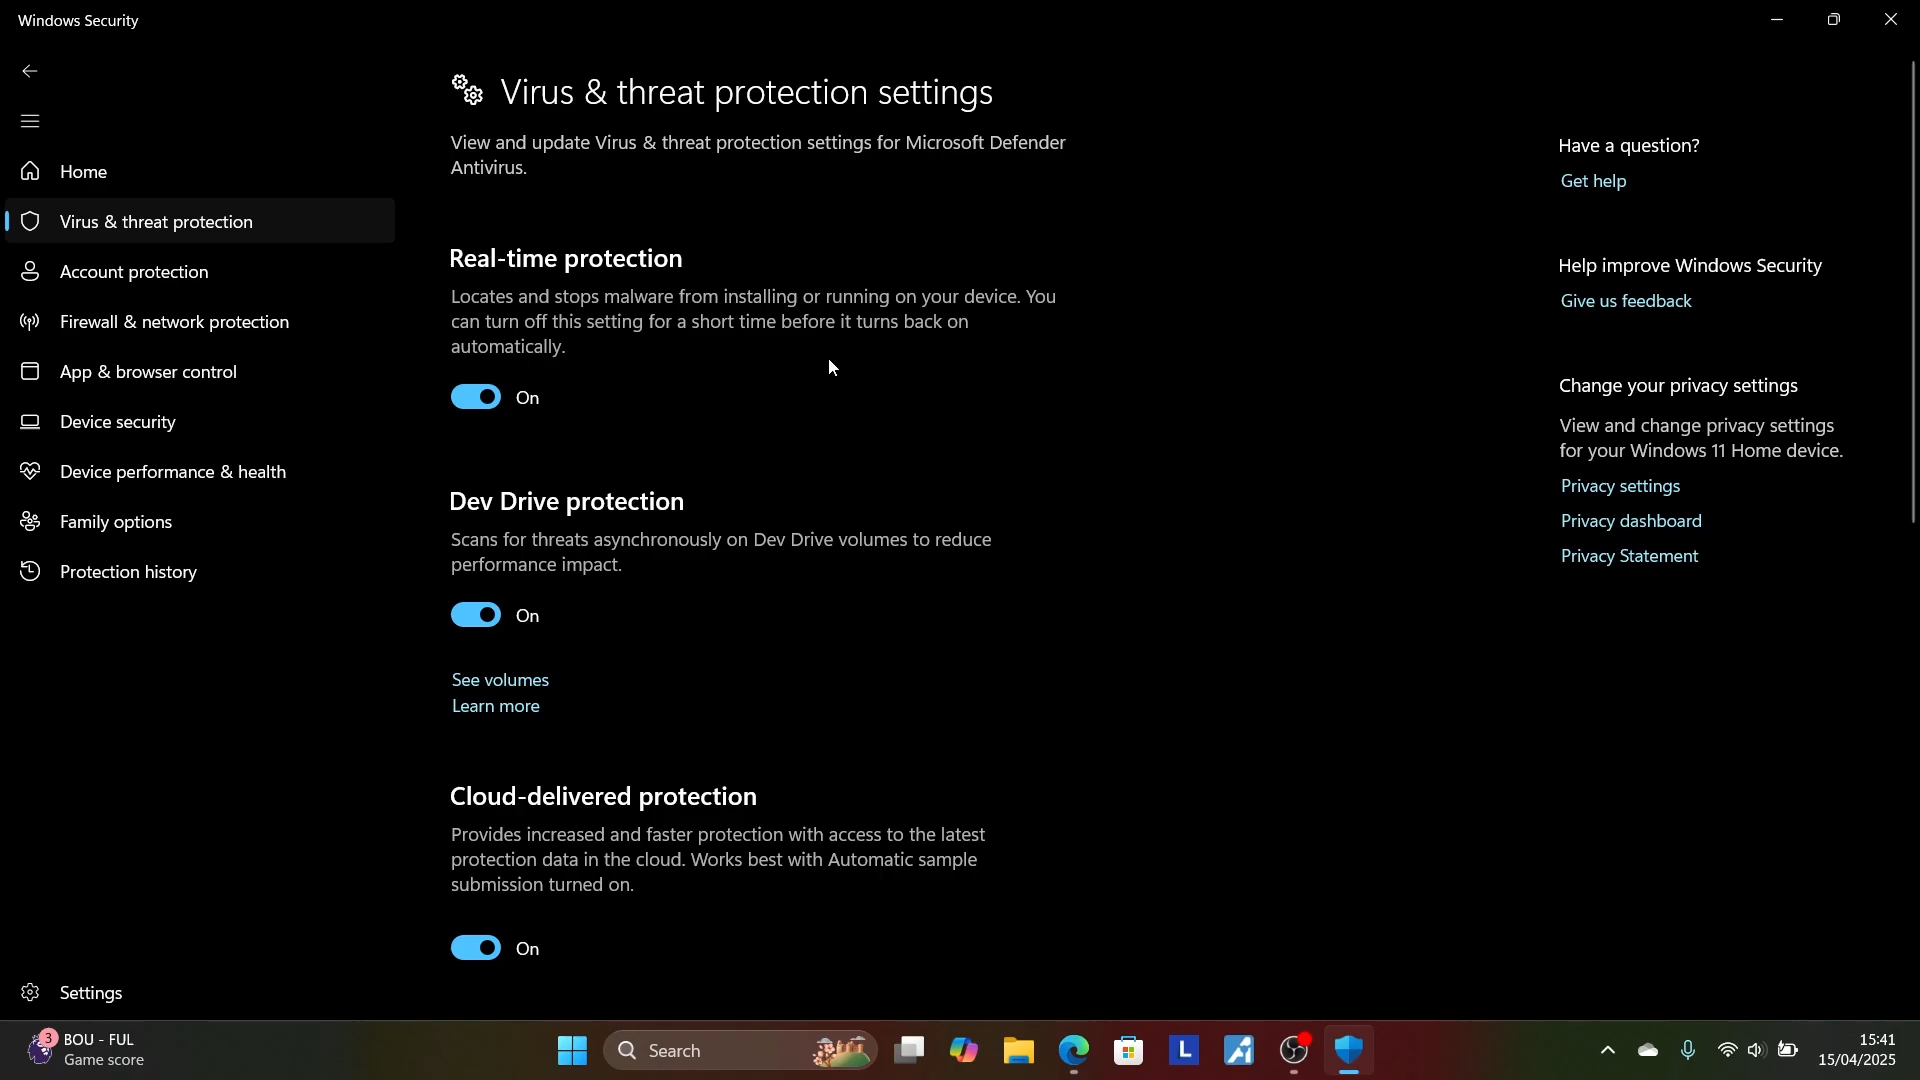 Windows Security
Home
Virus & threat protection
Account protection
Firewall & network protection
App & browser control
Device security
Device performance & health
Family options
Protection history
Settings
Virus & threat protection settings
View and update Virus & threat protection settings for Microsoft Defender
Antivirus.
Real-time protection
Locates and stops malware from installing or running on your device. You
can turn off this setting for a short time before it turns back on
automatically.
On
Dev Drive protection
Scans for threats asynchronously on Dev Drive volumes to reduce
performance impact.
On
See volumes
Learn more
Cloud-delivered protection
Provides increased and faster protection with access to the latest
protection data in the cloud. Works best with Automatic sample
submission turned on.
On
Have a question?
Get help
Help improve Windows Security
Give us feedback
Change your privacy settings
View and change privacy settings
for your Windows 11 Home device.
Privacy settings
Privacy dashboard
Privacy Statement
3
BOU - FUL
Game score
Search
L
15:41
15/04/2025